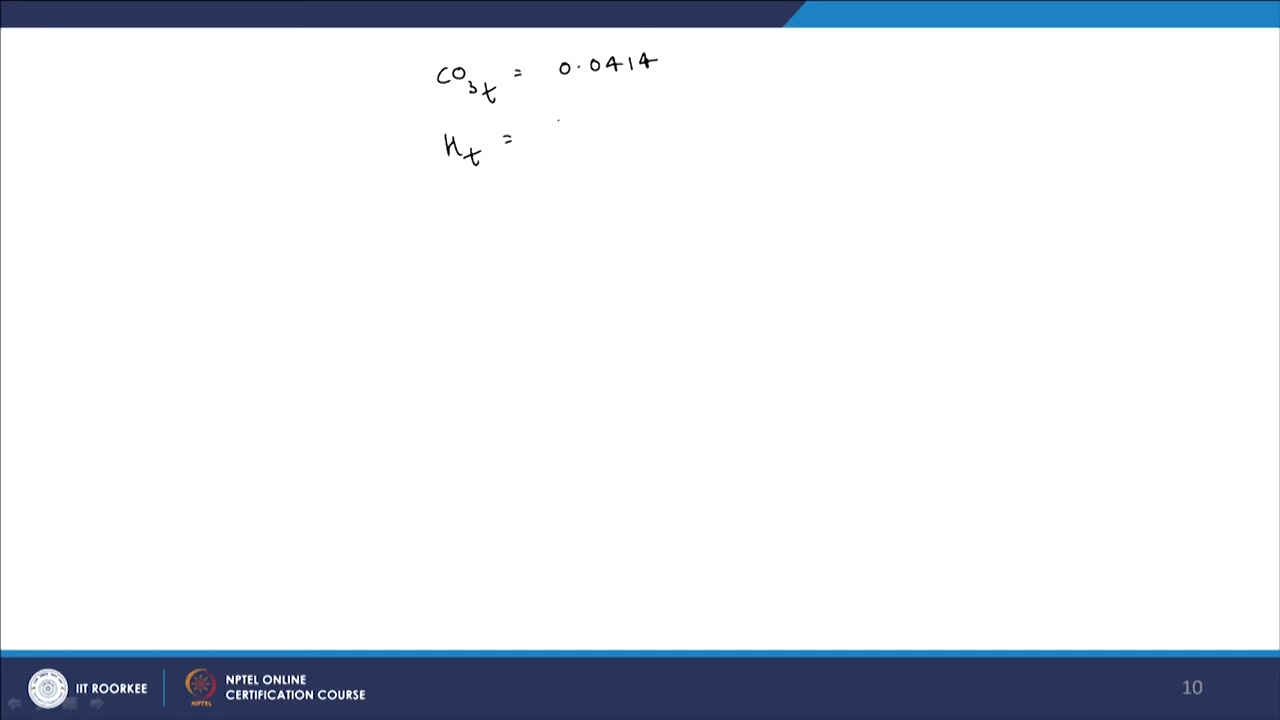 CO₃ₜ = 0.0414
Hₜ =
IIT ROORKEE
NPTEL ONLINE
CERTIFICATION COURSE
10